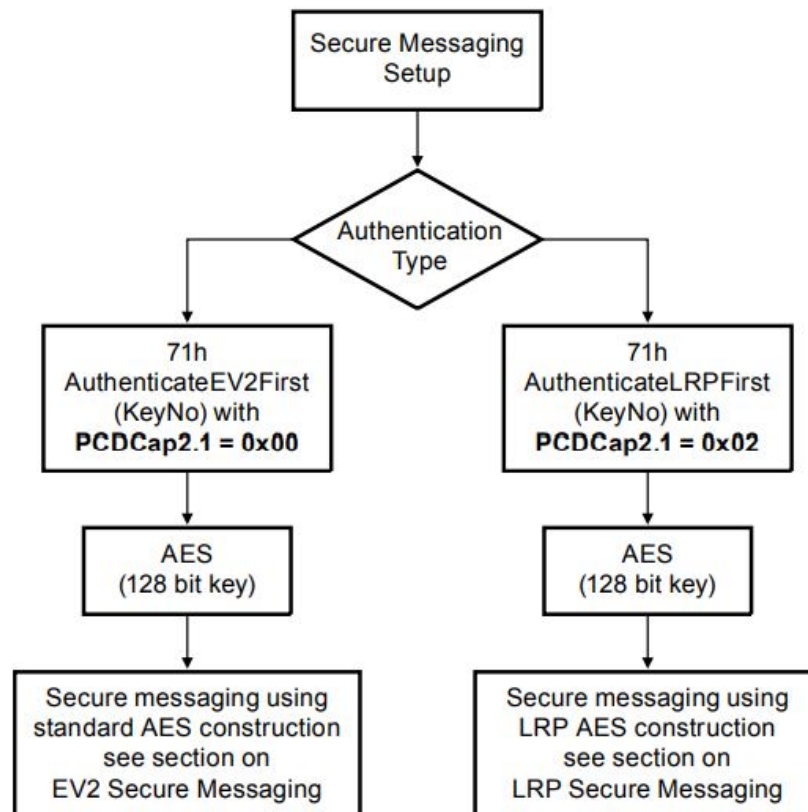 Secure Messaging
Setup
Authentication
Type
71h
AuthenticateEV2First
(KeyNo) with
PCDCap2.1 = 0x00
71h
AuthenticateLRPFirst
(KeyNo) with
PCDCap2.1 = 0x02
AES
(128 bit key)
AES
(128 bit key)
Secure messaging using
standard AES construction
see section on
EV2 Secure Messaging
Secure messaging using
LRP AES construction
see section on
LRP Secure Messaging